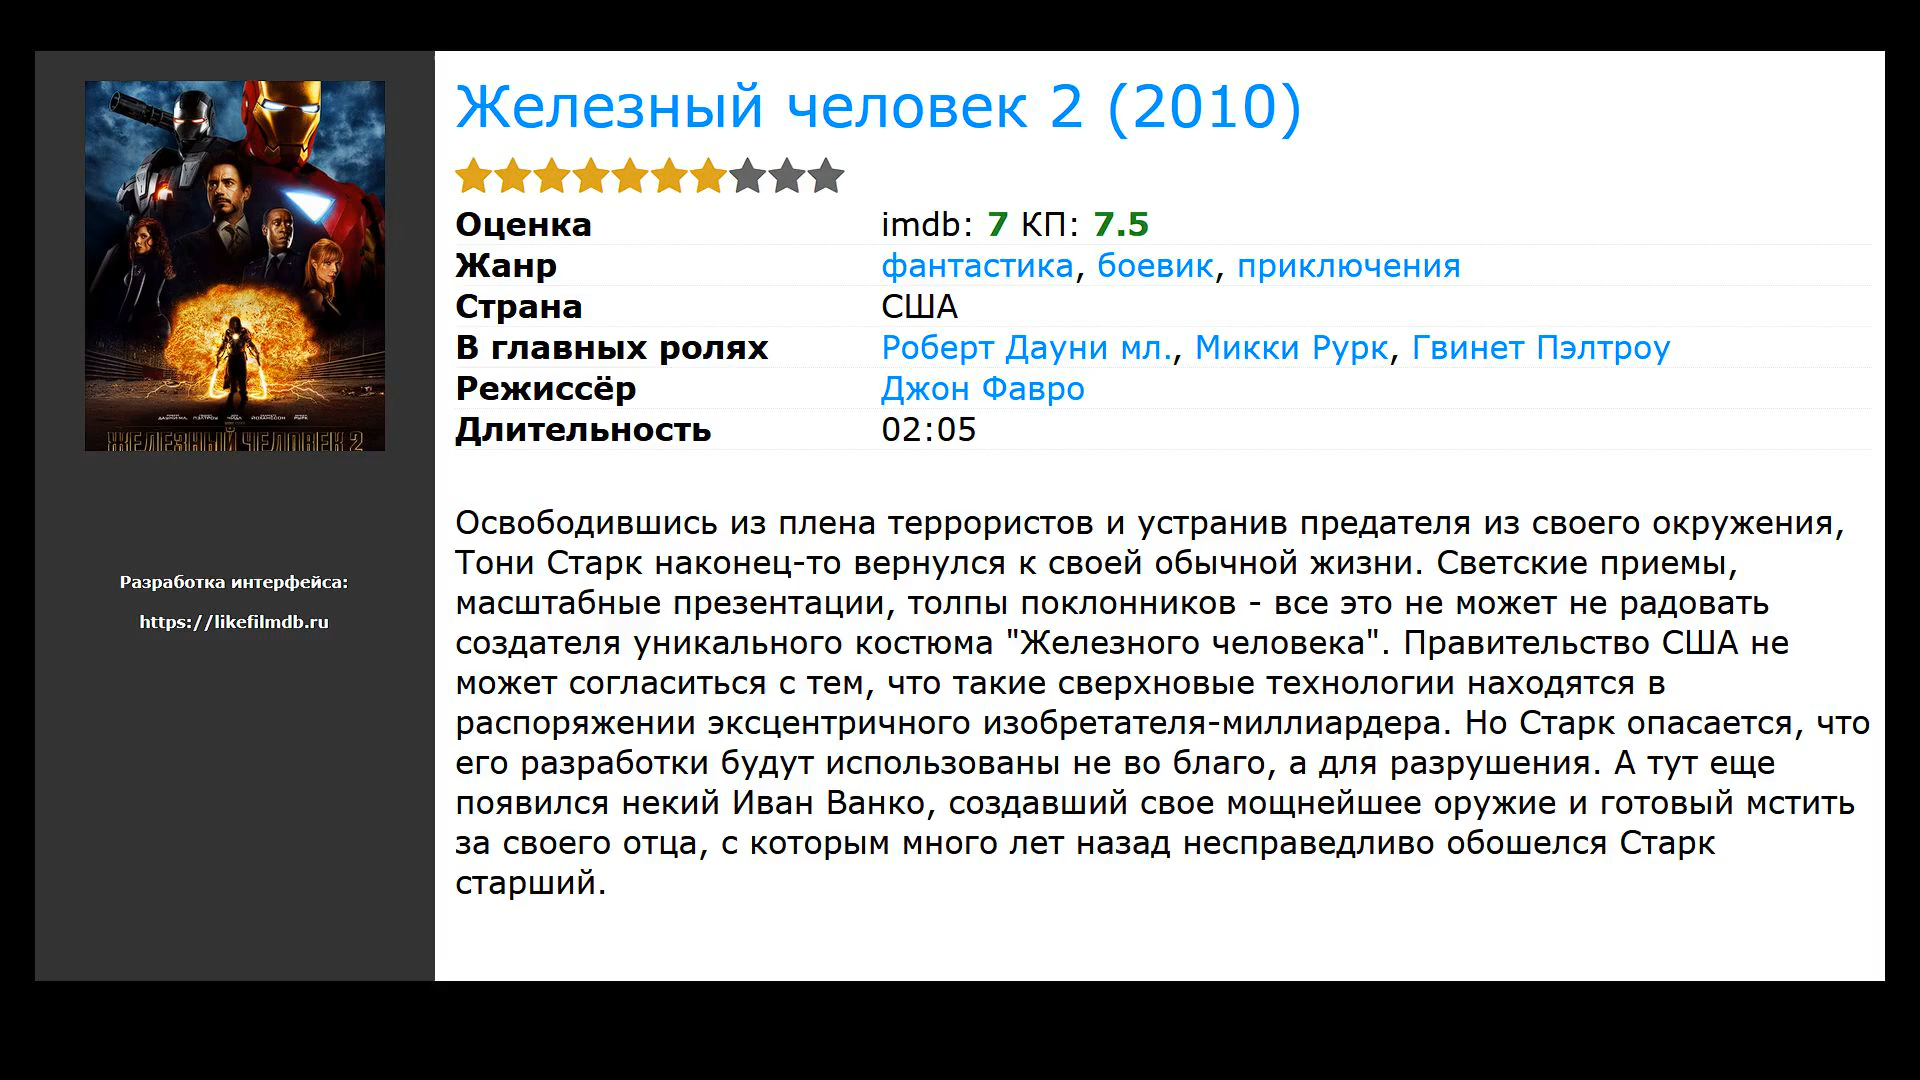 Железный человек 2 (2010)
Оценка imdb: 7 КП: 7.5
Жанр фантастика, боевик, приключения
Страна США
В главных ролях Роберт Дауни мл., Микки Рурк, Гвинет Пэлтроу
Режиссёр Джон Фавро
Длительность 02:05
Освободившись из плена террористов и устранив предателя из своего окружения,
Тони Старк наконец-то вернулся к своей обычной жизни. Светские приемы,
масштабные презентации, толпы поклонников - все это не может не радовать
создателя уникального костюма "Железного человека". Правительство США не
может согласиться с тем, что такие сверхновые технологии находятся в
распоряжении эксцентричного изобретателя-миллиардера. Но Старк опасается, что
его разработки будут использованы не во благо, а для разрушения. А тут еще
появился некий Иван Ванко, создавший свое мощнейшее оружие и готовый мстить
за своего отца, с которым много лет назад несправедливо обошелся Старк
старший.
ЖЕЛЕЗНЫЙ ЧЕЛОВЕК 2
Разработка интерфейса:
https://likefilmdb.ru